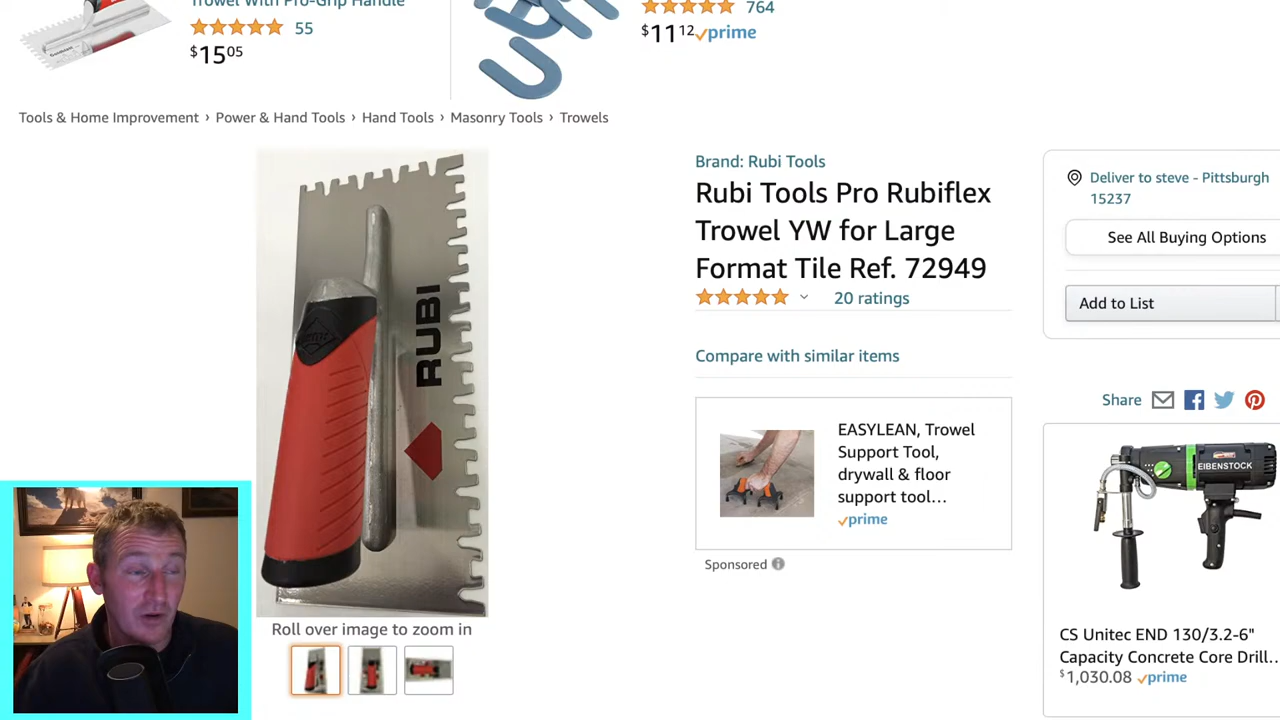 Trowel With Pro-Grip Handle
55
$1505
764
$1112 prime
Tools & Home Improvement › Power & Hand Tools › Hand Tools › Masonry Tools › Trowels
RUBI
Roll over image to zoom in
Brand: Rubi Tools
Rubi Tools Pro Rubiflex
Trowel YW for Large
Format Tile Ref. 72949
20 ratings
Compare with similar items
EASYLEAN, Trowel
Support Tool,
drywall & floor
support tool...
prime
Sponsored
Deliver to steve - Pittsburgh
15237
See All Buying Options
Add to List
Share
EIBENSTOCK
CS Unitec END 130/3.2-6"
Capacity Concrete Core Drill...
$1,030.08 prime